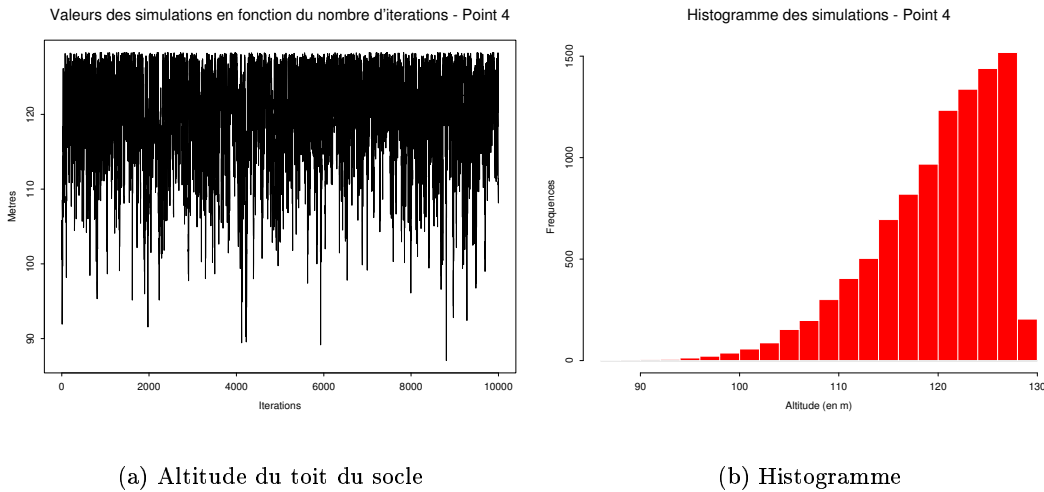 Valeurs des simulations en fonction du nombre d'iterations - Point 4
Metres
120
110
100
90
0
2000
4000
6000
8000
10000
Iterations
(a) Altitude du toit du socle
Histogramme des simulations - Point 4
Frequences
1500
1000
500
0
90
100
110
120
130
Altitude (en m)
(b) Histogramme